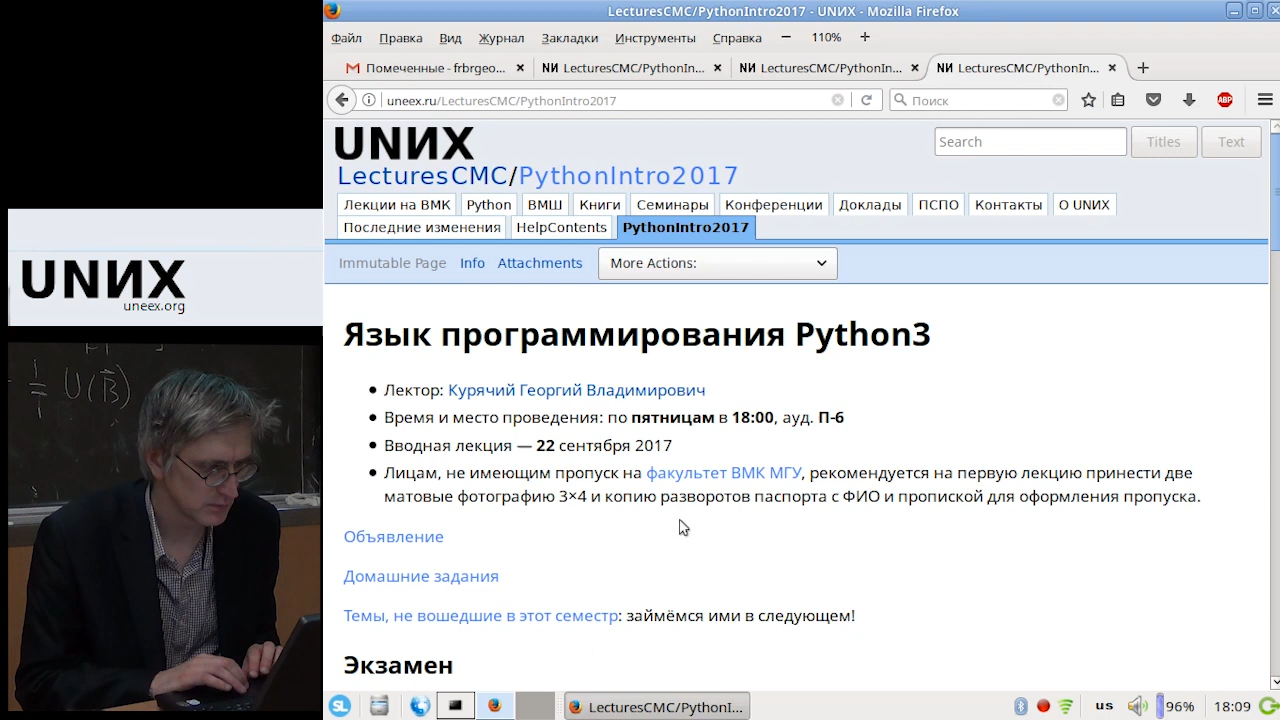 LecturesCMC/PythonIntro2017 - UNИX - Mozilla Firefox
Файл Правка Вид Журнал Закладки Инструменты Справка − 110% +
Помеченные - frbrgeo... × ИИ LecturesCMC/PythonIn... × ИИ LecturesCMC/PythonIn... × ИИ LecturesCMC/PythonIn... × +
uneex.ru/LecturesCMC/PythonIntro2017 Поиск ABP
UNИX
Search Titles Text
LecturesCMC/PythonIntro2017
Лекции на ВМК Python ВМШ Книги Семинары Конференции Доклады ПСПО Контакты О UNИX
Последние изменения HelpContents PythonIntro2017
Immutable Page Info Attachments More Actions:
UNИX
uneex.org
Язык программирования Python3
• Лектор: Курячий Георгий Владимирович
• Время и место проведения: по пятницам в 18:00, ауд. П-6
• Вводная лекция — 22 сентября 2017
• Лицам, не имеющим пропуск на факультет ВМК МГУ, рекомендуется на первую лекцию принести две
матовые фотографию 3×4 и копию разворотов паспорта с ФИО и пропиской для оформления пропуска.
Объявление
Домашние задания
Темы, не вошедшие в этот семестр: займёмся ими в следующем!
Экзамен
SL LecturesCMC/PythonI... us 96% 18:09
U(B)